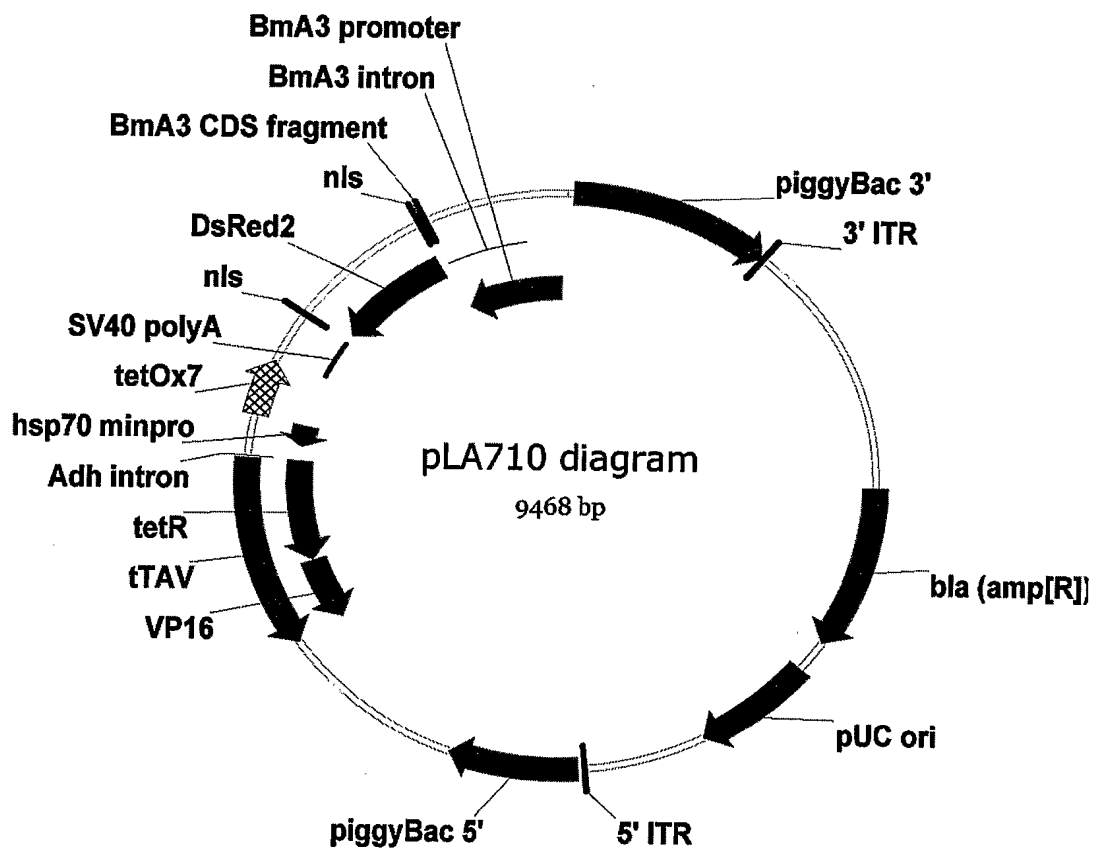 BmA3 promoter
BmA3 intron
BmA3 CDS fragment
nls
DsRed2
nls
SV40 polyA
tetOx7
hsp70 minpro
Adh intron
tetR
tTAV
VP16
piggyBac 3'
3' ITR
pLA710 diagram
9468 bp
bla (amp[R])
pUC ori
5' ITR
piggyBac 5'